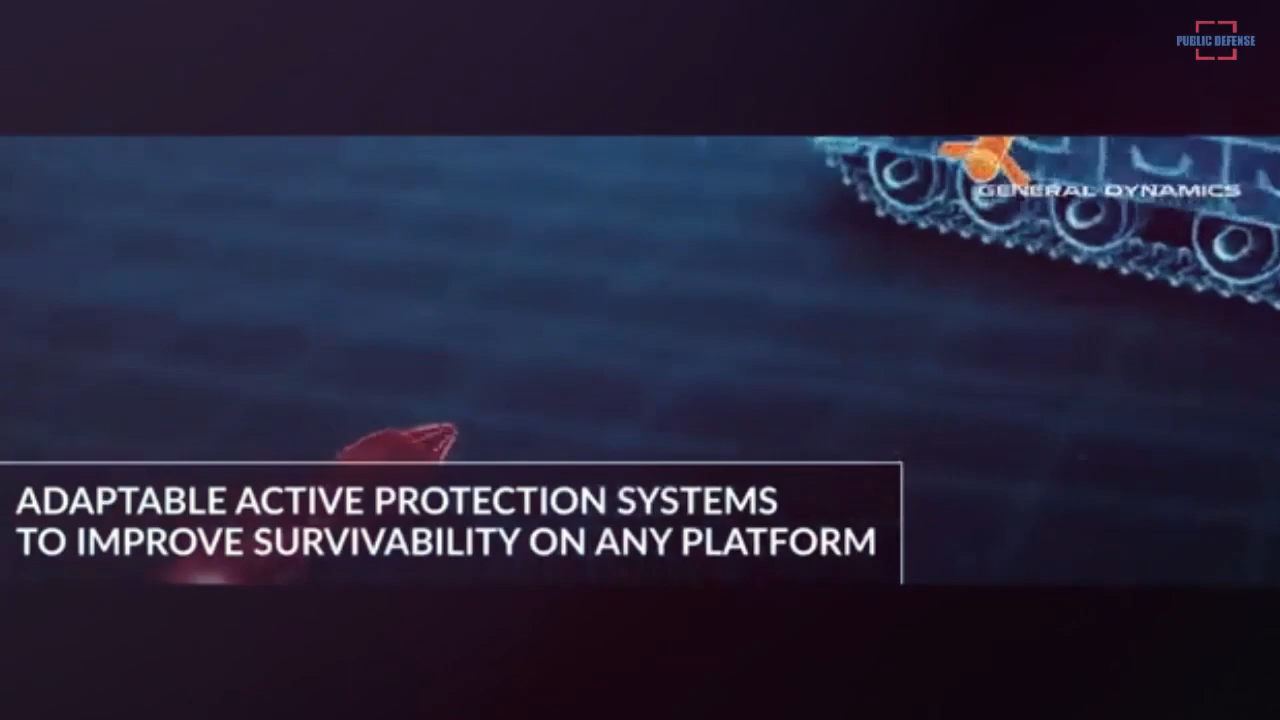 PUBLIC DEFENSE
GENERAL DYNAMICS
ADAPTABLE ACTIVE PROTECTION SYSTEMS
TO IMPROVE SURVIVABILITY ON ANY PLATFORM